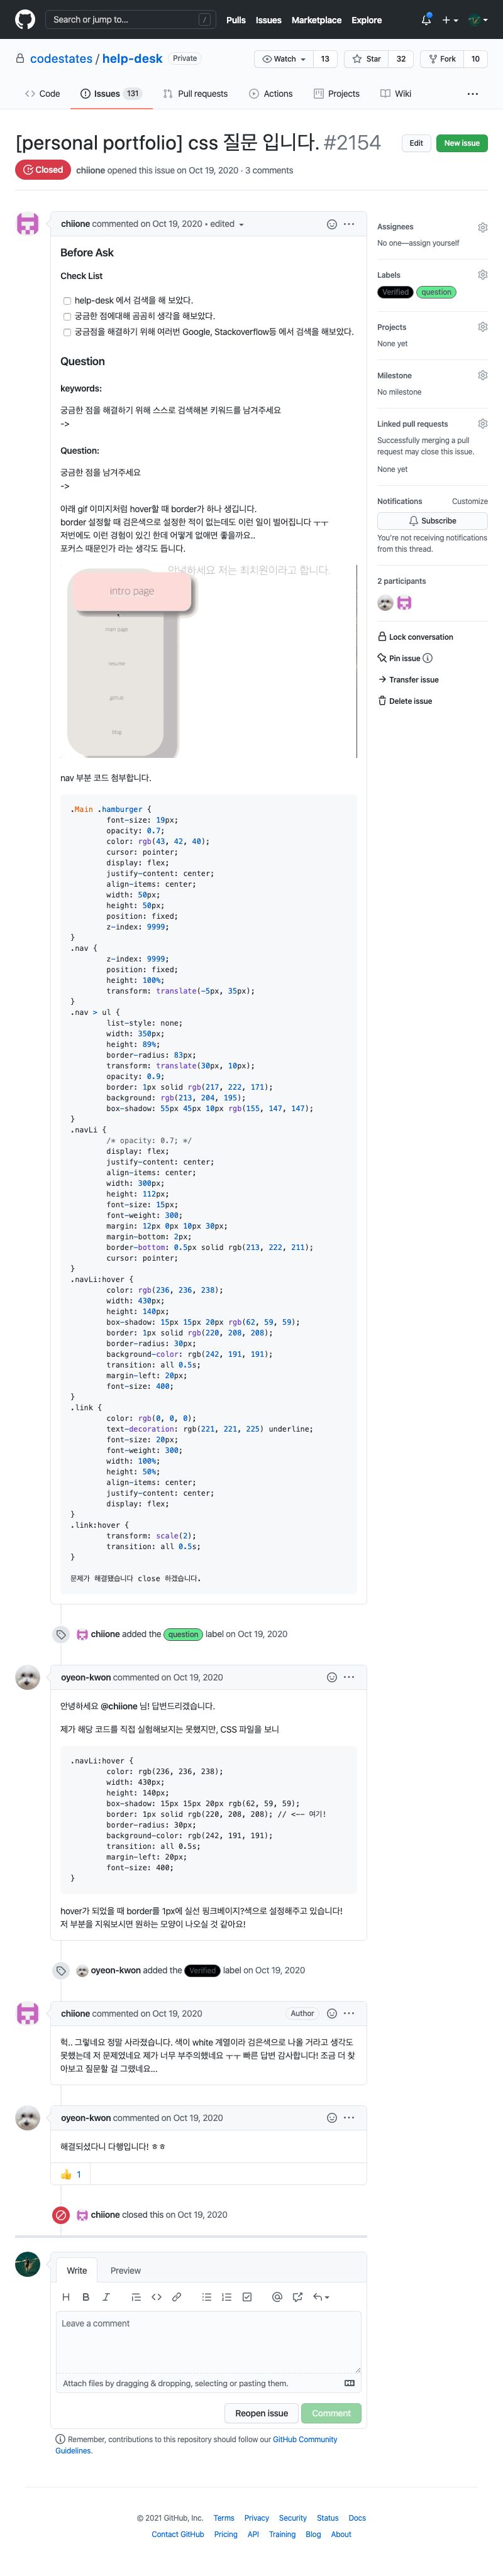 Search or jump to...
/
Pulls Issues Marketplace Explore
codestates / help-desk Private
Watch 13 Star 32 Fork 10
Code Issues 131 Pull requests Actions Projects Wiki
[personal portfolio] css 질문 입니다. #2154
Edit New issue
Closed chiione opened this issue on Oct 19, 2020 · 3 comments
chiione commented on Oct 19, 2020 • edited
Before Ask
Check List
help-desk 에서 검색을 해 보았다.
궁금한 점에대해 곰곰히 생각을 해보았다.
궁금점을 해결하기 위해 여러번 Google, Stackoverflow등 에서 검색을 해보았다.
Question
keywords:
궁금한 점을 해결하기 위해 스스로 검색해본 키워드를 남겨주세요
->
Question:
궁금한 점을 남겨주세요
->
아래 gif 이미지처럼 hover할 때 border가 하나 생깁니다.
border 설정할 때 검은색으로 설정한 적이 없는데도 이런 일이 벌어집니다 ㅜㅜ
저번에도 이런 경험이 있긴 한데 어떻게 없애면 좋을까요..
포커스 때문인가 라는 생각도 듭니다.
안녕하세요 저는 최치원이라고 합니다.
intro page
main page
resume
github
blog
nav 부분 코드 첨부합니다.
.Main .hamburger {
font-size: 19px;
opacity: 0.7;
color: rgb(43, 42, 40);
cursor: pointer;
display: flex;
justify-content: center;
align-items: center;
width: 50px;
height: 50px;
position: fixed;
z-index: 9999;
}
.nav {
z-index: 9999;
position: fixed;
height: 100%;
transform: translate(-5px, 35px);
}
.nav > ul {
list-style: none;
width: 350px;
height: 89%;
border-radius: 83px;
transform: translate(30px, 10px);
opacity: 0.9;
border: 1px solid rgb(217, 222, 171);
background: rgb(213, 204, 195);
box-shadow: 55px 45px 10px rgb(155, 147, 147);
}
.navLi {
/* opacity: 0.7; */
display: flex;
justify-content: center;
align-items: center;
width: 300px;
height: 112px;
font-size: 15px;
font-weight: 300;
margin: 12px 0px 10px 30px;
margin-bottom: 2px;
border-bottom: 0.5px solid rgb(213, 222, 211);
cursor: pointer;
}
.navLi:hover {
color: rgb(236, 236, 238);
width: 430px;
height: 140px;
box-shadow: 15px 15px 20px rgb(62, 59, 59);
border: 1px solid rgb(220, 208, 208);
border-radius: 30px;
background-color: rgb(242, 191, 191);
transition: all 0.5s;
margin-left: 20px;
font-size: 400;
}
.link {
color: rgb(0, 0, 0);
text-decoration: rgb(221, 221, 225) underline;
font-size: 20px;
font-weight: 300;
width: 100%;
height: 50%;
align-items: center;
justify-content: center;
display: flex;
}
.link:hover {
transform: scale(2);
transition: all 0.5s;
}
문제가 해결됐습니다 close 하겠습니다.
chiione added the question label on Oct 19, 2020
oyeon-kwon commented on Oct 19, 2020
안녕하세요 @chiione 님! 답변드리겠습니다.
제가 해당 코드를 직접 실험해보지는 못했지만, CSS 파일을 보니
.navLi:hover {
color: rgb(236, 236, 238);
width: 430px;
height: 140px;
box-shadow: 15px 15px 20px rgb(62, 59, 59);
border: 1px solid rgb(220, 208, 208); // <-- 여기!
border-radius: 30px;
background-color: rgb(242, 191, 191);
transition: all 0.5s;
margin-left: 20px;
font-size: 400;
}
hover가 되었을 때 border를 1px에 실선 핑크베이지?색으로 설정해주고 있습니다!
저 부분을 지워보시면 원하는 모양이 나오실 것 같아요!
oyeon-kwon added the Verified label on Oct 19, 2020
chiione commented on Oct 19, 2020 Author
헉.. 그렇네요 정말 사라졌습니다. 색이 white 계열이라 검은색으로 나올 거라고 생각도
못했는데 저 문제였네요 제가 너무 부주의했네요 ㅜㅜ 빠른 답변 감사합니다! 조금 더 찾
아보고 질문할 걸 그랬네요...
oyeon-kwon commented on Oct 19, 2020
해결되셨다니 다행입니다! ㅎㅎ
👍 1
chiione closed this on Oct 19, 2020
Write Preview
Leave a comment
Attach files by dragging & dropping, selecting or pasting them.
Reopen issue Comment
Remember, contributions to this repository should follow our GitHub Community
Guidelines.
Assignees
No one—assign yourself
Labels
Verified question
Projects
None yet
Milestone
No milestone
Linked pull requests
Successfully merging a pull
request may close this issue.
None yet
Notifications Customize
Subscribe
You're not receiving notifications
from this thread.
2 participants
Lock conversation
Pin issue
Transfer issue
Delete issue
© 2021 GitHub, Inc. Terms Privacy Security Status Docs
Contact GitHub Pricing API Training Blog About